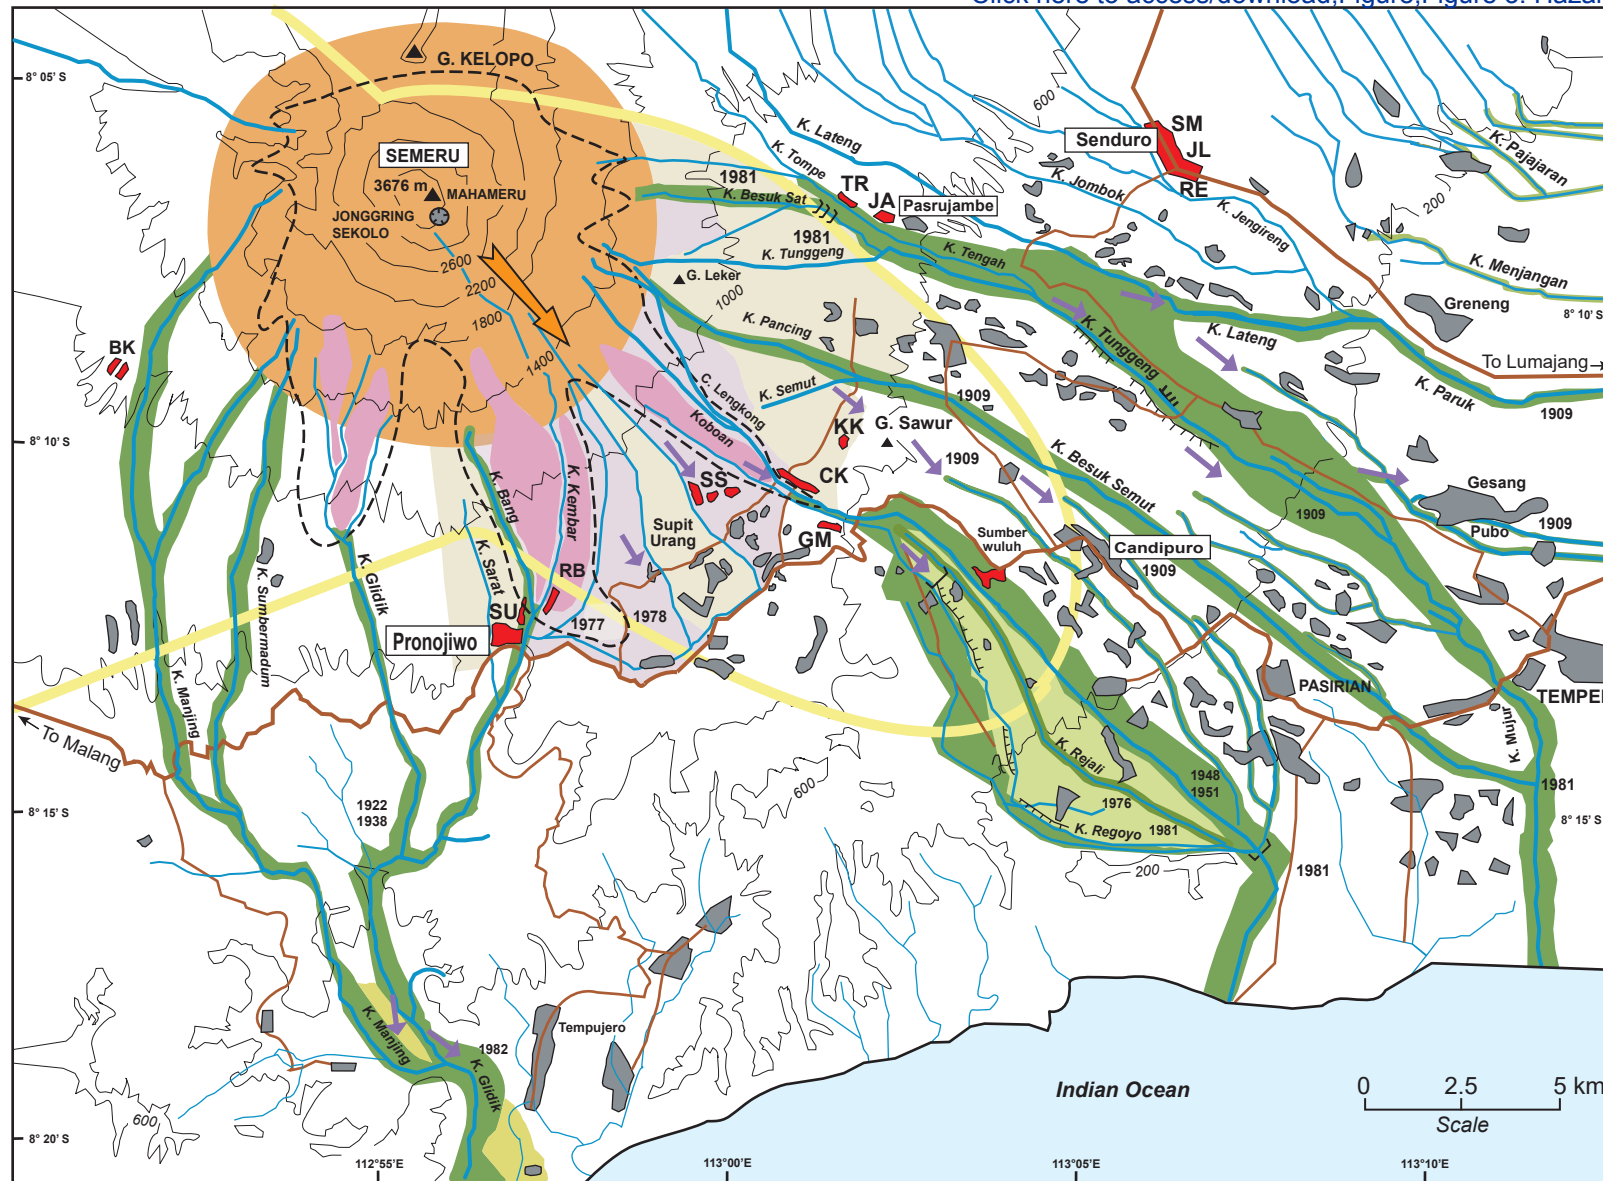 Click here to access/download;Figure;Figure 3. Hazar
8° 05' S
G. KELOPO
SEMERU
3676 m
MAHAMERU
JONGGRING
SEKOLO
2600
2200
1800
1400
1000
600
200
K. Lateng
K. Tompe
1981
K. Besuk Sat
TR
JA
Pasrujambe
1981
K. Tunggeng
G. Leker
K. Tengah
K. Jombok
K. Jengireng
Senduro
SM
JL
RE
K. Pajajaran
K. Menjangan
Greneng
8° 10' S
To Lumajang
K. Lateng
K. Paruk
1909
K. Tunggeng
K. Pancing
K. Semut
C. Lengkong
Koboan
KK
G. Sawur
1909
1909
BK
8° 10' S
CK
SS
GM
Supit
Urang
K. Besuk Semut
Sumber
wuluh
Candipuro
1909
1909
Gesang
Pubo
1909
K. Bang
K. Kembar
K. Sarat
RB
SU
Pronojiwo
1977
1978
K. Glidik
K. Sumbermadum
K. Manjing
To Malang
PASIRIAN
TEMPEH
K. Mujur
1981
K. Rejali
1976
K. Regoyo
1981
1948
1951
1981
200
600
1922
1938
8° 15' S
8° 15' S
K. Manjing
1982
K. Glidik
Tempujero
600
Indian Ocean
0
2.5
5 km
Scale
8° 20' S
112°55'E
113°00'E
113°05'E
113°10'E